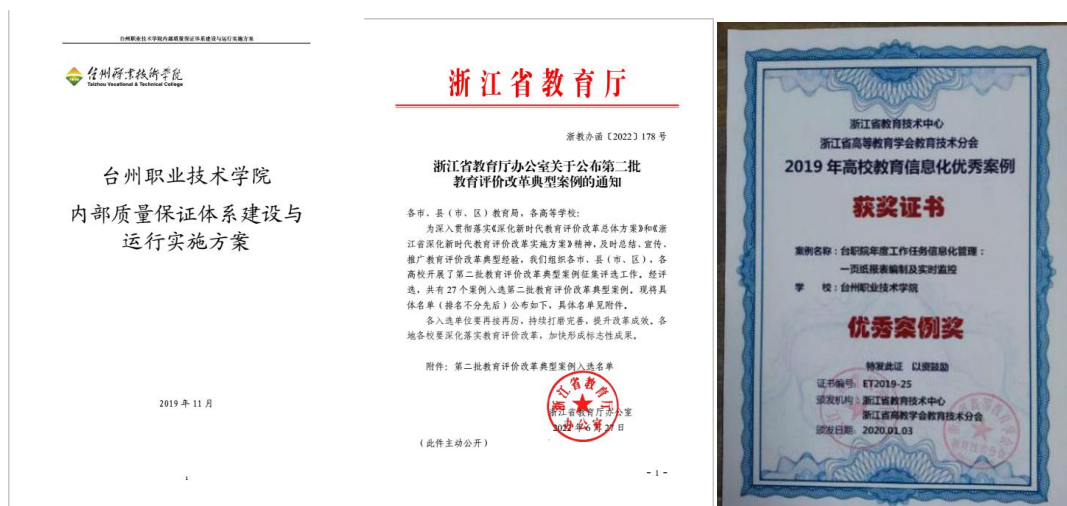 台州职业技术学院内部质量保证体系建设与运行实施方案
台州职业技术学院
Taizhou Vocational & Technical College
台州职业技术学院
内部质量保证体系建设与
运行实施方案
2019 年 11 月
1
浙江省教育厅
浙教办函〔2022〕178 号
浙江省教育厅办公室关于公布第二批
教育评价改革典型案例的通知
各市、县（市、区）教育局，各高等学校：
为深入贯彻落实《深化新时代教育评价改革总体方案》和《浙
江省深化新时代教育评价改革实施方案》精神，及时总结、宣传、
推广教育评价改革典型经验，我们组织各市、县（市、区）、各
高校开展了第二批教育评价改革典型案例征集评选工作。经评
选，共有 27 个案例入选第二批教育评价改革典型案例。现将具
体名单（排名不分先后）公布如下，具体名单见附件。
各入选单位要再接再厉，持续打磨完善，提升改革成效。各
地各校要深化落实教育评价改革，加快形成标志性成果。
附件：第二批教育评价改革典型案例入选名单
浙江省教育厅办公室
2022 年 6 月 27 日
（此件主动公开）
- 1 -
浙江省教育技术中心
浙江省高等教育学会教育技术分会
2019 年高校教育信息化优秀案例
获奖证书
案例名称：台职院年度工作任务信息化管理：
一页纸报表编制及实时监控
学 校：台州职业技术学院
优秀案例奖
特发此证 以资鼓励
证书编号：ET2019-25
颁发机构：浙江省教育技术中心
浙江省高教学会教育技术分会
颁发日期：2020.01.03